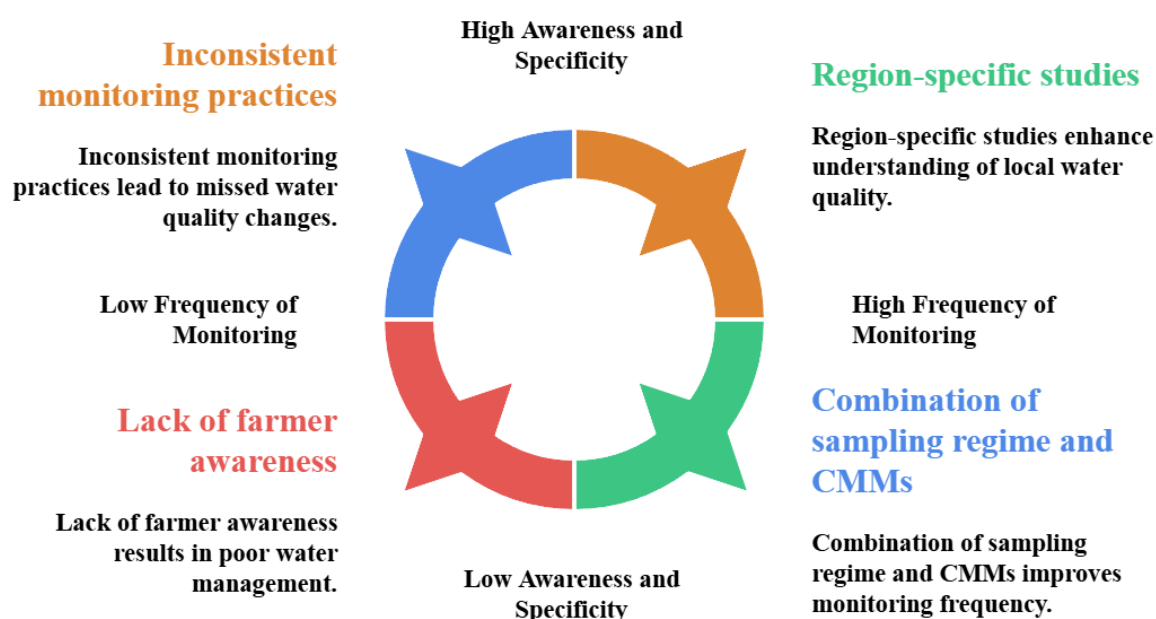 High Awareness and
Specificity
Inconsistent
monitoring practices
Inconsistent monitoring
practices lead to missed water
quality changes.
Region-specific studies
Region-specific studies enhance
understanding of local water
quality.
Low Frequency of
Monitoring
High Frequency of
Monitoring
Lack of farmer
awareness
Lack of farmer awareness
results in poor water
management.
Combination of
sampling regime and
CMMs
Combination of sampling
regime and CMMs improves
monitoring frequency.
Low Awareness and
Specificity